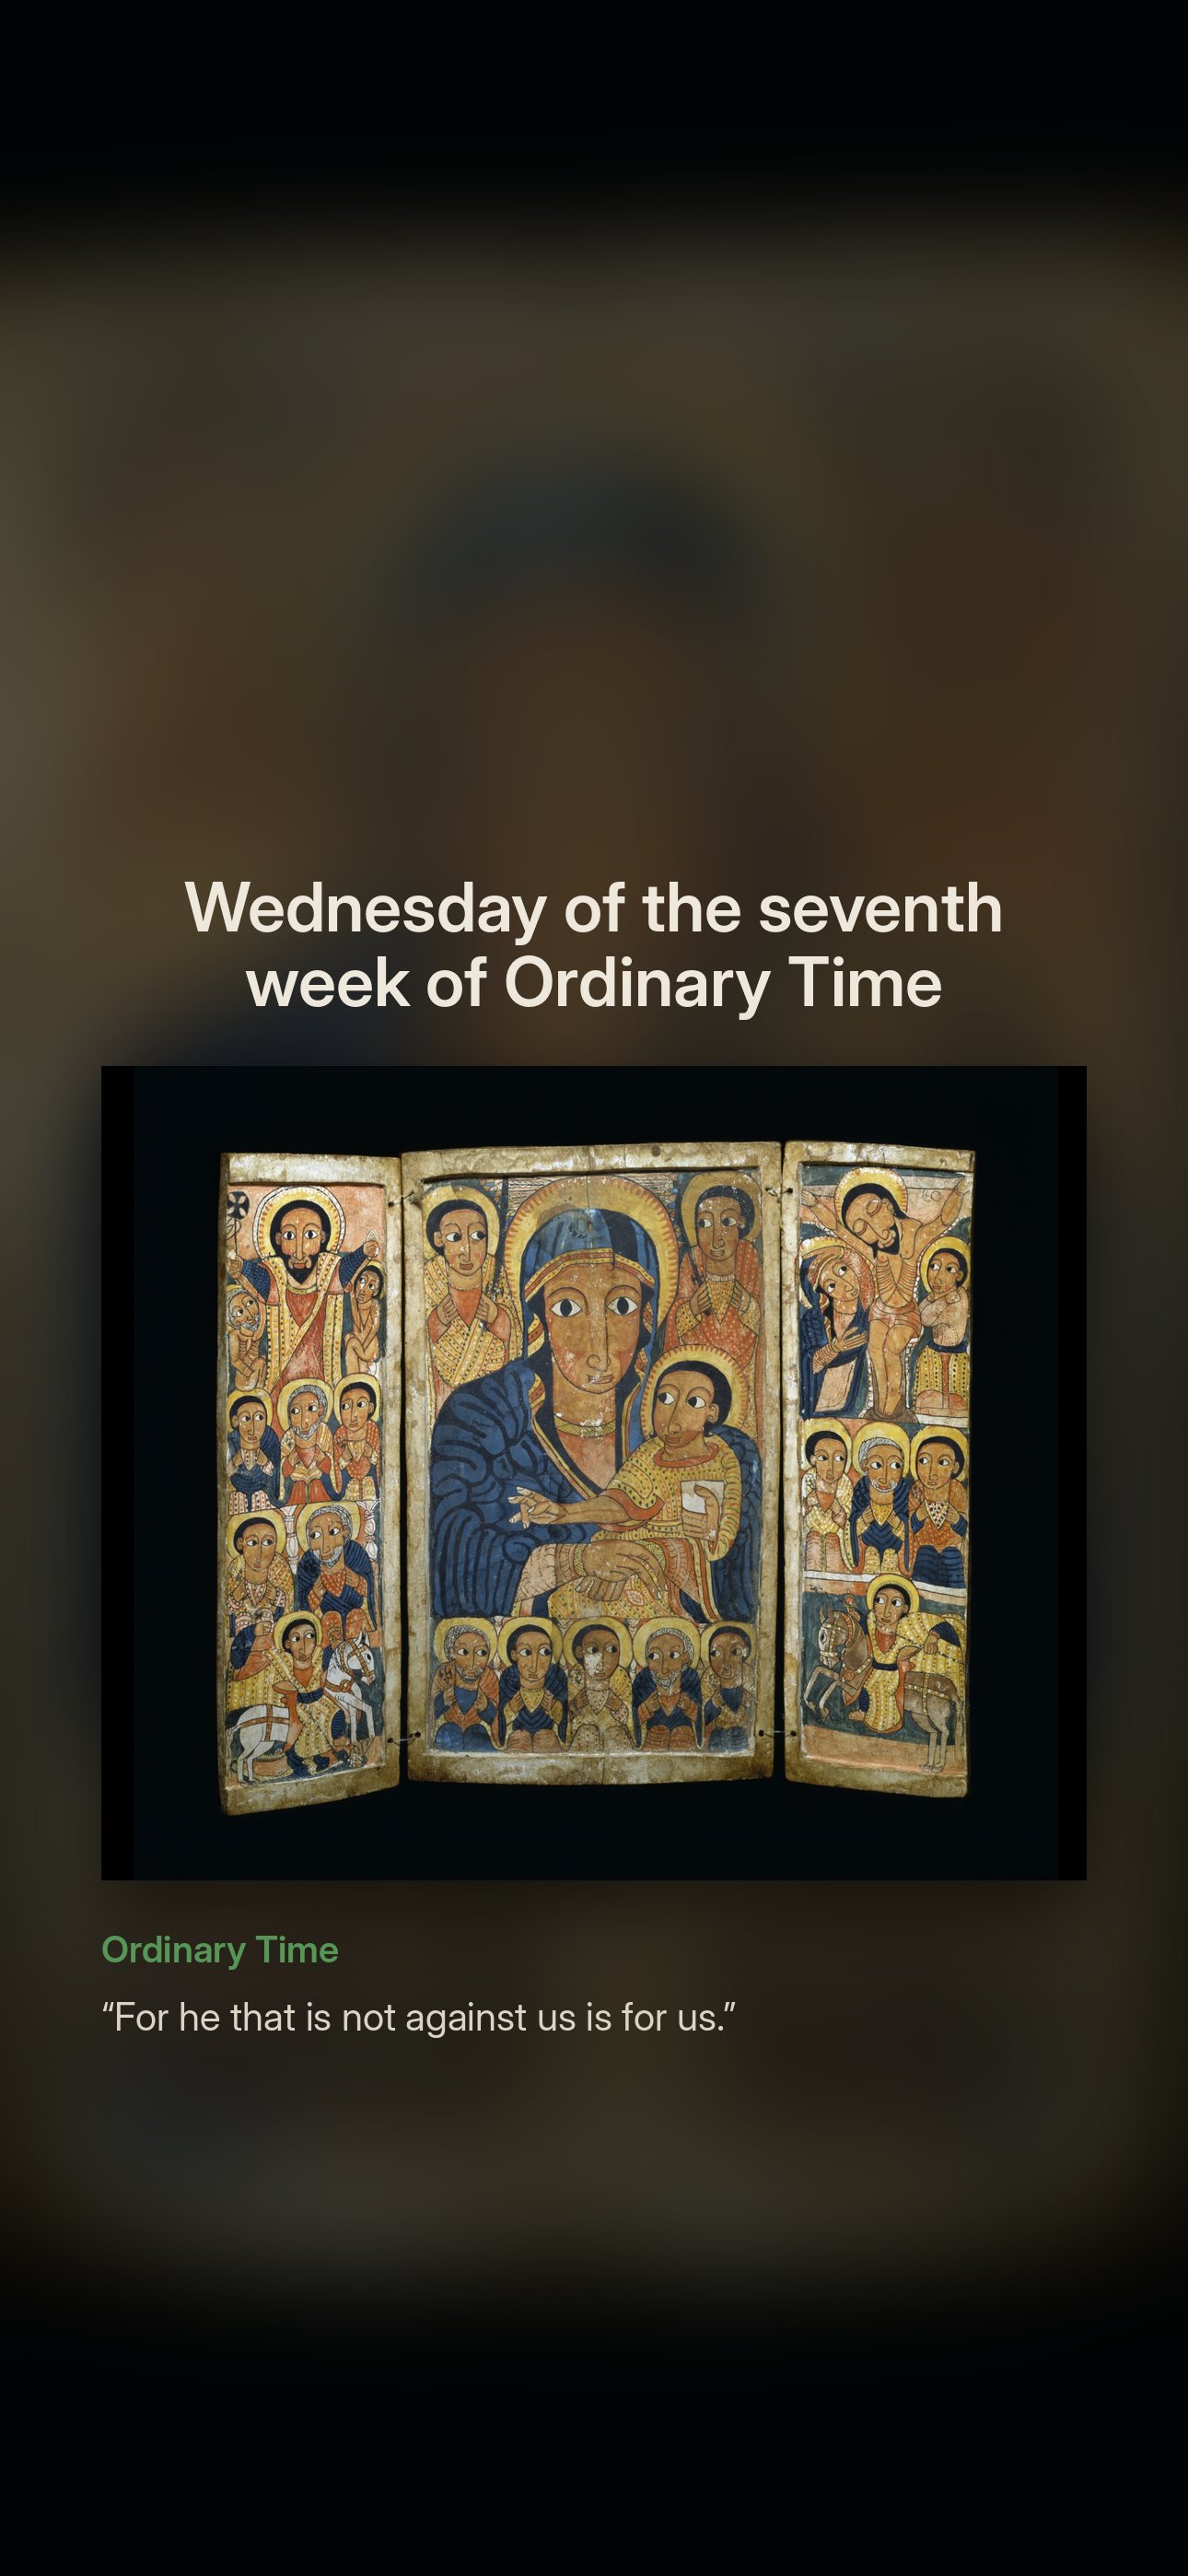 Wednesday of the seventh
week of Ordinary Time
Ordinary Time
“For he that is not against us is for us.”